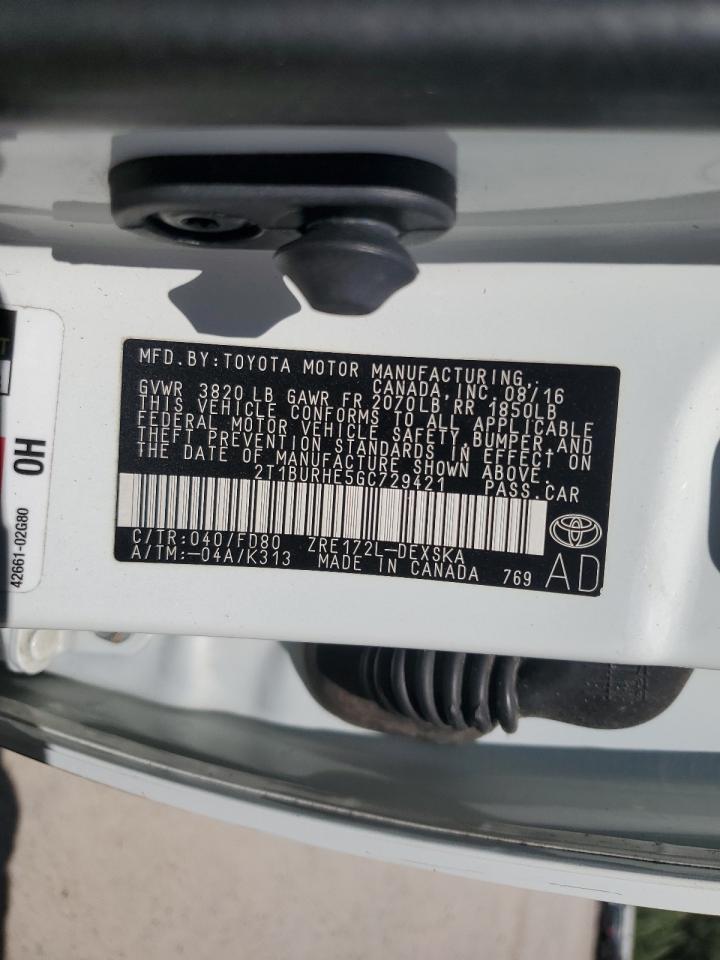 MFD. BY: TOYOTA MOTOR MANUFACTURING,
CANADA, INC. 08/16
GVWR 3820 LB GAWR FR 2070LB RR 1850LB
THIS VEHICLE CONFORMS TO ALL APPLICABLE
FEDERAL MOTOR VEHICLE SAFETY, BUMPER AND
THEFT PREVENTION STANDARDS IN EFFECT ON
THE DATE OF MANUFACTURE SHOWN ABOVE.
2T1BURHE5GC729421 PASS.CAR
C/TR: 040/FD80 ZRE172L-DEXSKA
A/TM:-04A/K313 MADE IN CANADA 769
AD
OH
42661-02G80